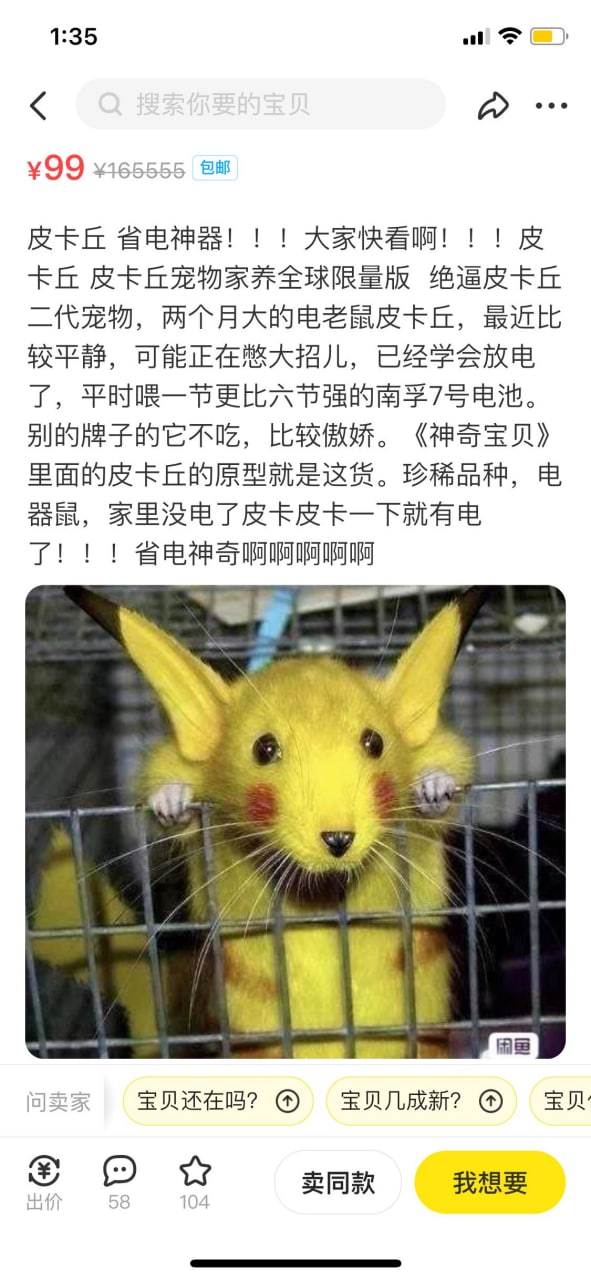 1:35
搜索你要的宝贝
¥99 ¥165555 包邮
皮卡丘 省电神器！！！大家快看啊！！！皮
卡丘 皮卡丘宠物家养全球限量版  绝逼皮卡丘
二代宠物，两个月大的电老鼠皮卡丘，最近比
较平静，可能正在憋大招儿，已经学会放电
了，平时喂一节更比六节强的南孚7号电池。
别的牌子的它不吃，比较傲娇。《神奇宝贝》
里面的皮卡丘的原型就是这货。珍稀品种，电
器鼠，家里没电了皮卡皮卡一下就有电
了！！！省电神奇啊啊啊啊啊
闲鱼
问卖家 宝贝还在吗？ 宝贝几成新？ 宝贝
出价 58 104 卖同款 我想要